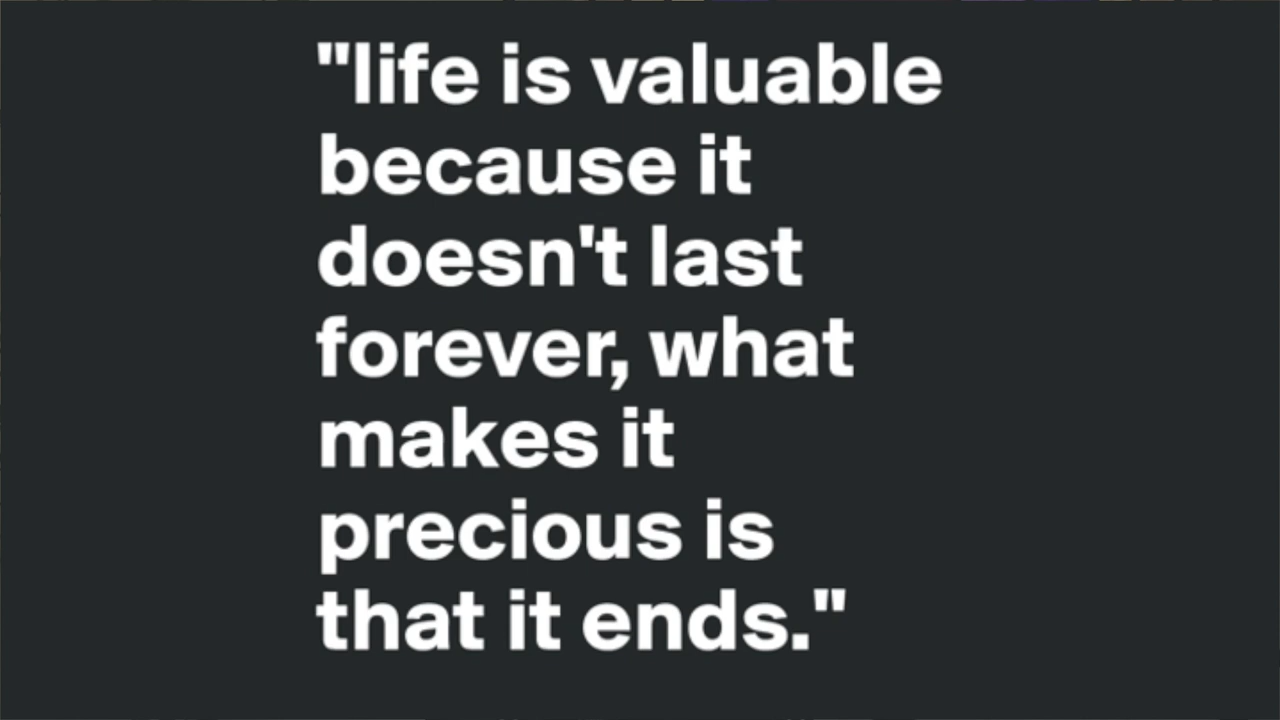 "life is valuable
because it
doesn't last
forever, what
makes it
precious is
that it ends."